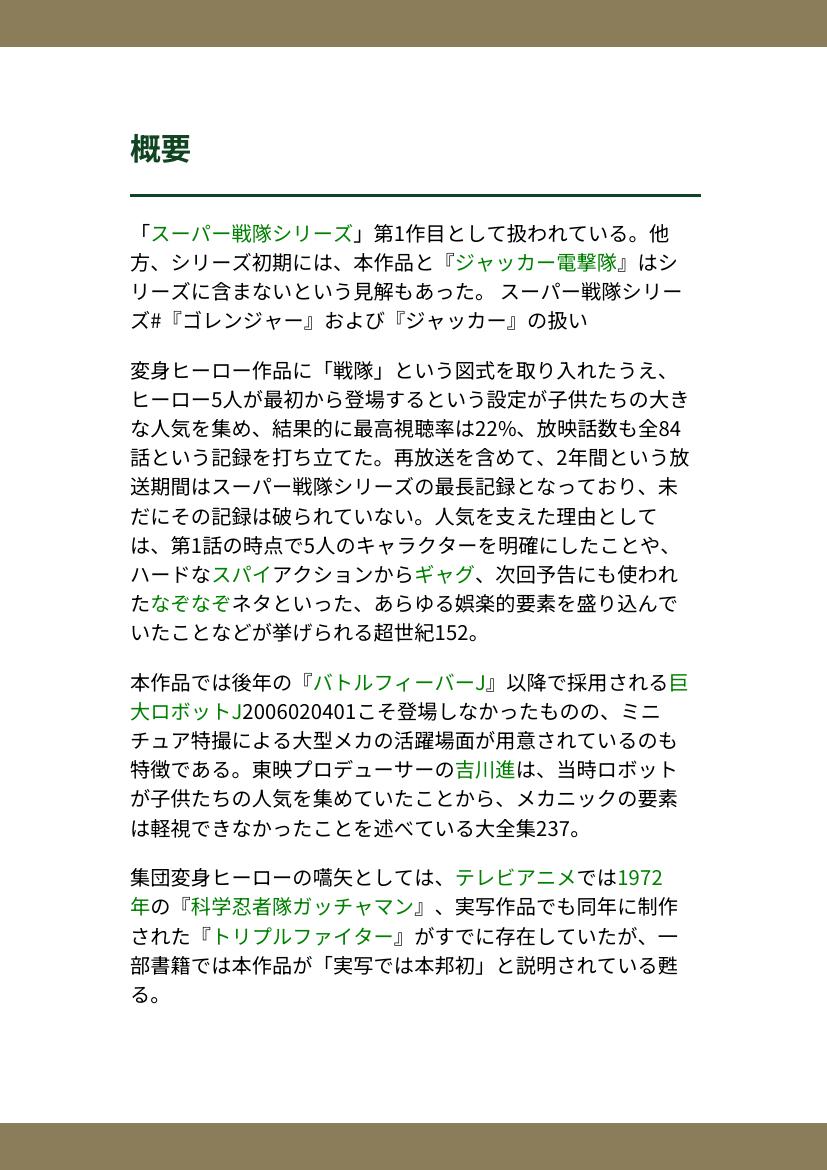 概要
「スーパー戦隊シリーズ」第1作目として扱われている。他
方、シリーズ初期には、本作品と『ジャッカー電撃隊』はシ
リーズに含まないという見解もあった。 スーパー戦隊シリー
ズ#『ゴレンジャー』および『ジャッカー』の扱い
変身ヒーロー作品に「戦隊」という図式を取り入れたうえ、
ヒーロー5人が最初から登場するという設定が子供たちの大き
な人気を集め、結果的に最高視聴率は22%、放映話数も全84
話という記録を打ち立てた。再放送を含めて、2年間という放
送期間はスーパー戦隊シリーズの最長記録となっており、未
だにその記録は破られていない。人気を支えた理由として
は、第1話の時点で5人のキャラクターを明確にしたことや、
ハードなスパイアクションからギャグ、次回予告にも使われ
たなぞなぞネタといった、あらゆる娯楽的要素を盛り込んで
いたことなどが挙げられる超世紀152。
本作品では後年の『バトルフィーバーJ』以降で採用される巨
大ロボットJ2006020401こそ登場しなかったものの、ミニ
チュア特撮による大型メカの活躍場面が用意されているのも
特徴である。東映プロデューサーの吉川進は、当時ロボット
が子供たちの人気を集めていたことから、メカニックの要素
は軽視できなかったことを述べている大全集237。
集団変身ヒーローの嚆矢としては、テレビアニメでは1972
年の『科学忍者隊ガッチャマン』、実写作品でも同年に制作
された『トリプルファイター』がすでに存在していたが、一
部書籍では本作品が「実写では本邦初」と説明されている甦
る。